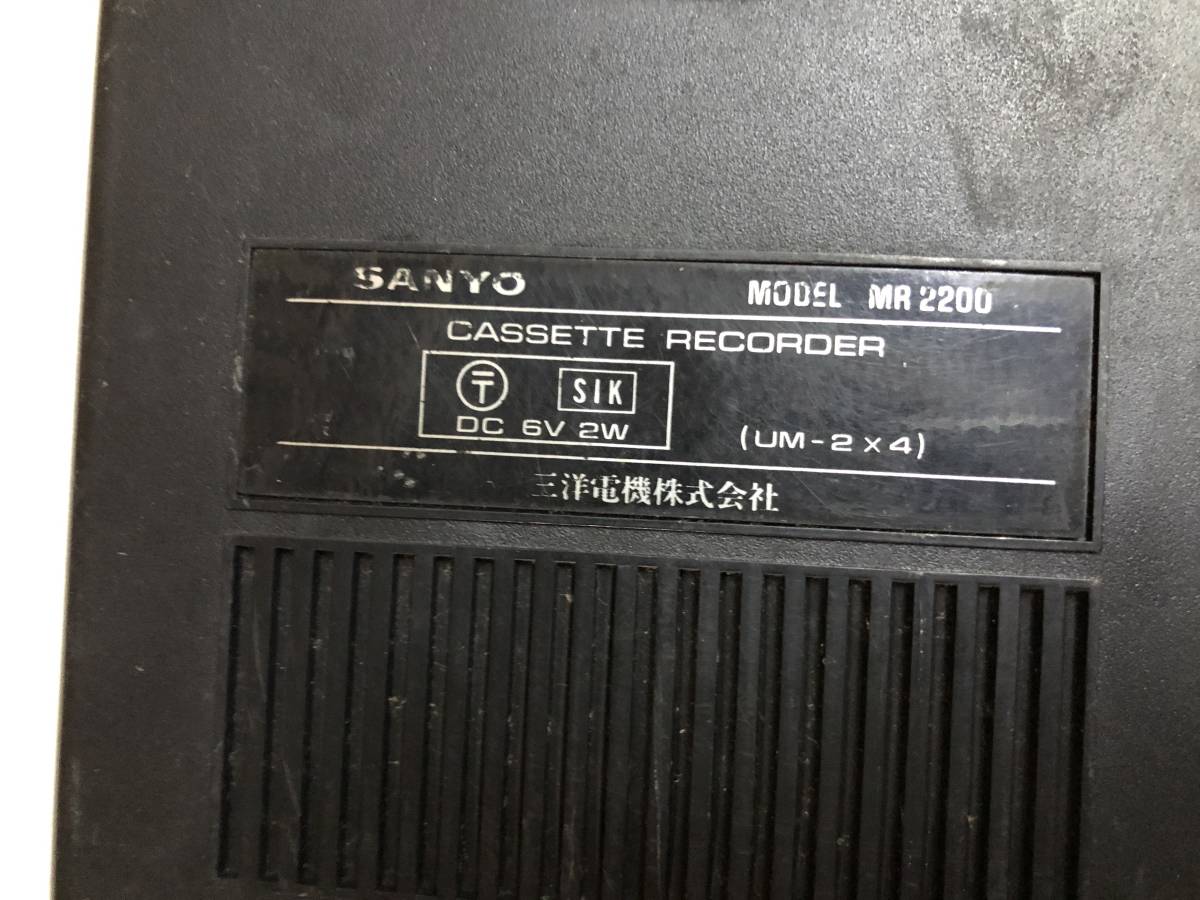 SANYO MODEL MR 2200
CASSETTE RECORDER
〒 SIK
DC 6V 2W (UM-2×4)
三洋電機株式会社